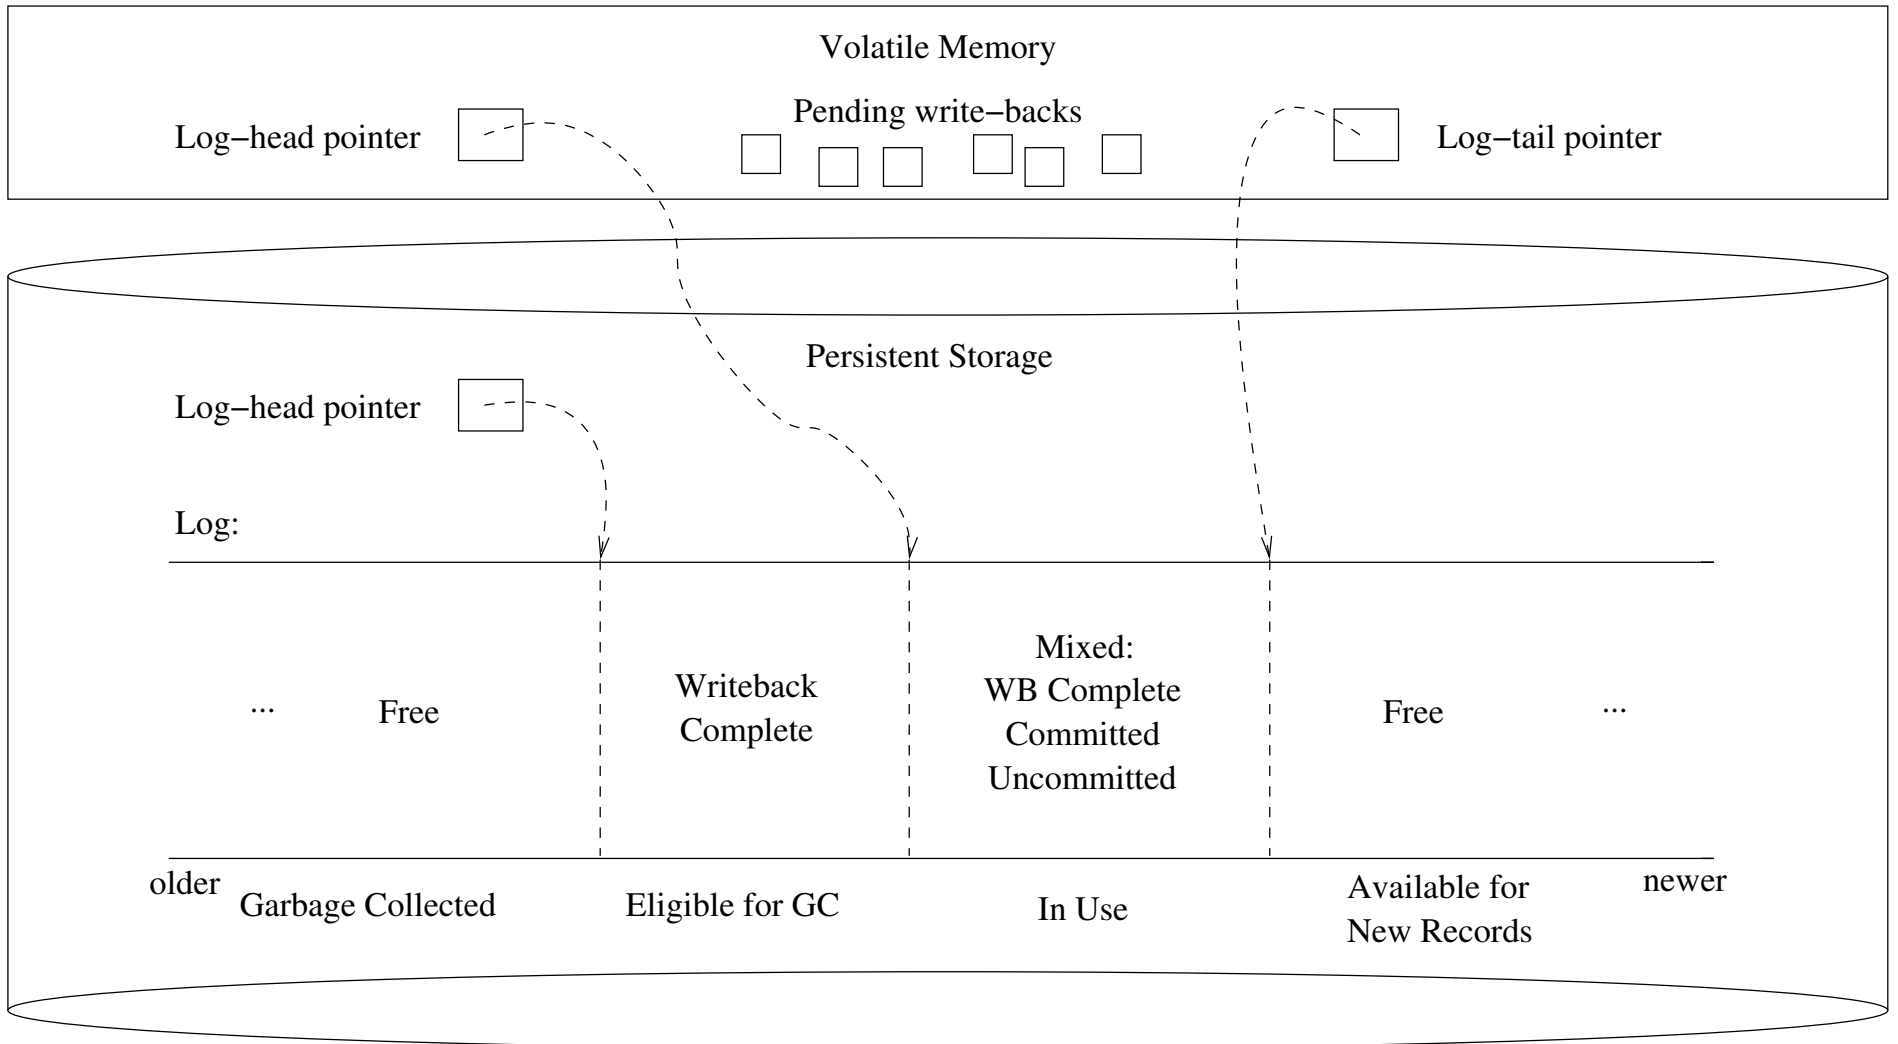 Volatile Memory
Pending write−backs
Log−head pointer
Log−tail pointer
Persistent Storage
Log−head pointer
Log:
... Free
Writeback
Complete
Mixed:
WB Complete
Committed
Uncommitted
Free ...
older
Garbage Collected
Eligible for GC
In Use
Available for
New Records
newer